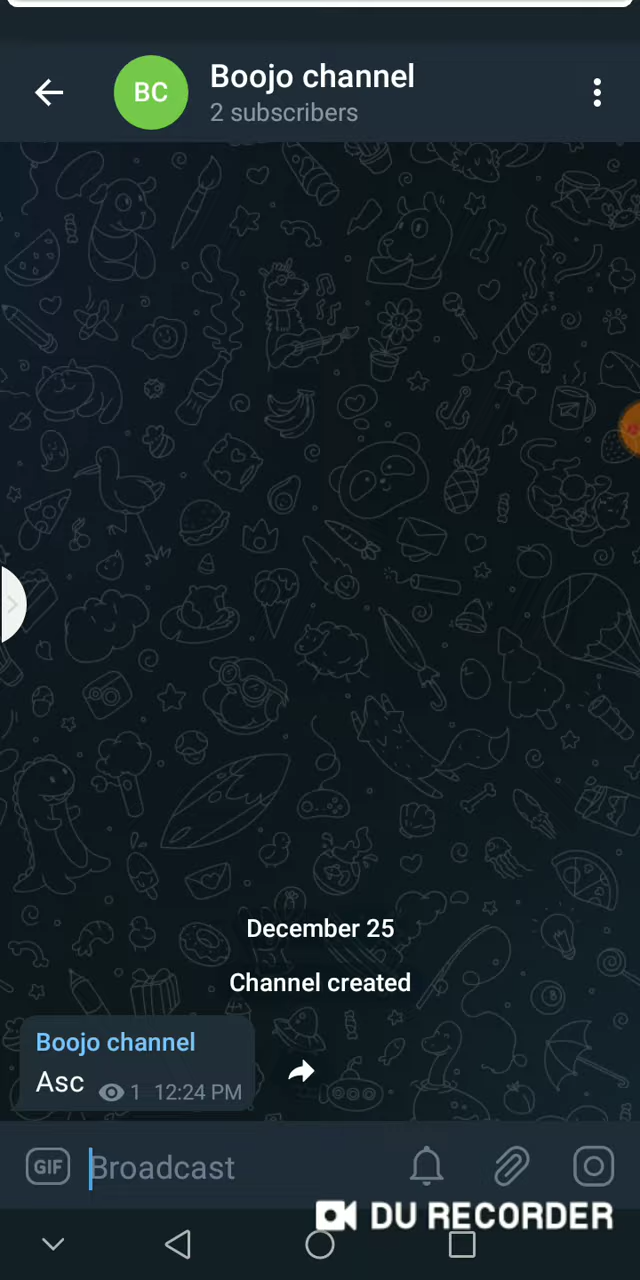 BC
Boojo channel
2 subscribers
December 25
Channel created
Boojo channel
Asc
1 12:24 PM
GIF
Broadcast
DU RECORDER